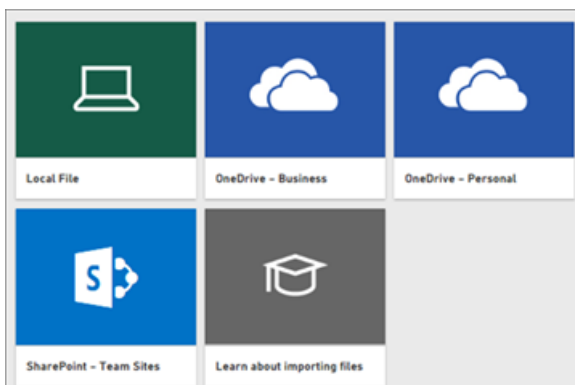 Local File
OneDrive – Business
OneDrive – Personal
S
SharePoint – Team Sites
Learn about importing files